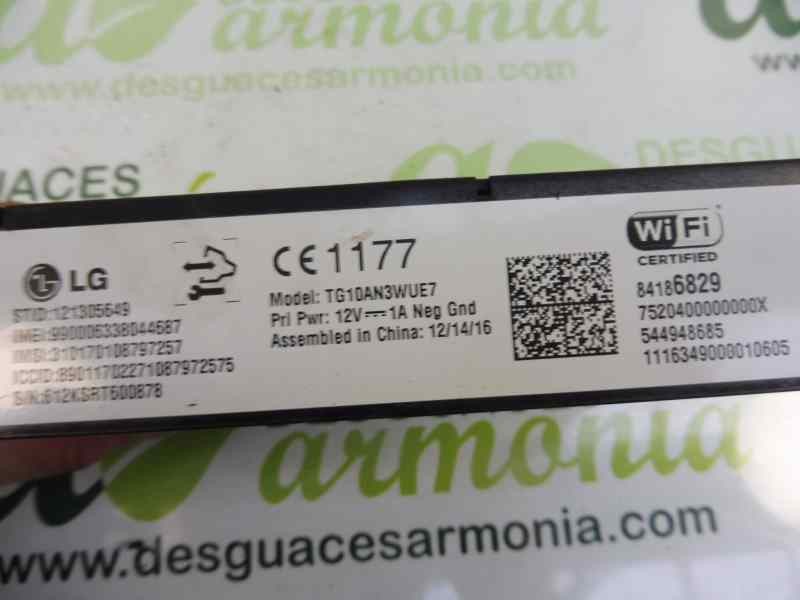 armonia
www.desguacesarmonia.com
DESGUACES
GUACES
LG
CE1177
WiFi
CERTIFIED
STID:121305649
IMEI:990006338044687
IMSI:310170108797257
ICCID:89011702271087972575
S/N:612KSRT600878
Model: TG10AN3WUE7
Pri Pwr: 12V⎓1A Neg Gnd
Assembled in China: 12/14/16
84186829
7520400000000X
544948685
1116349000010605
armonia
www.desguacesarmonia.com